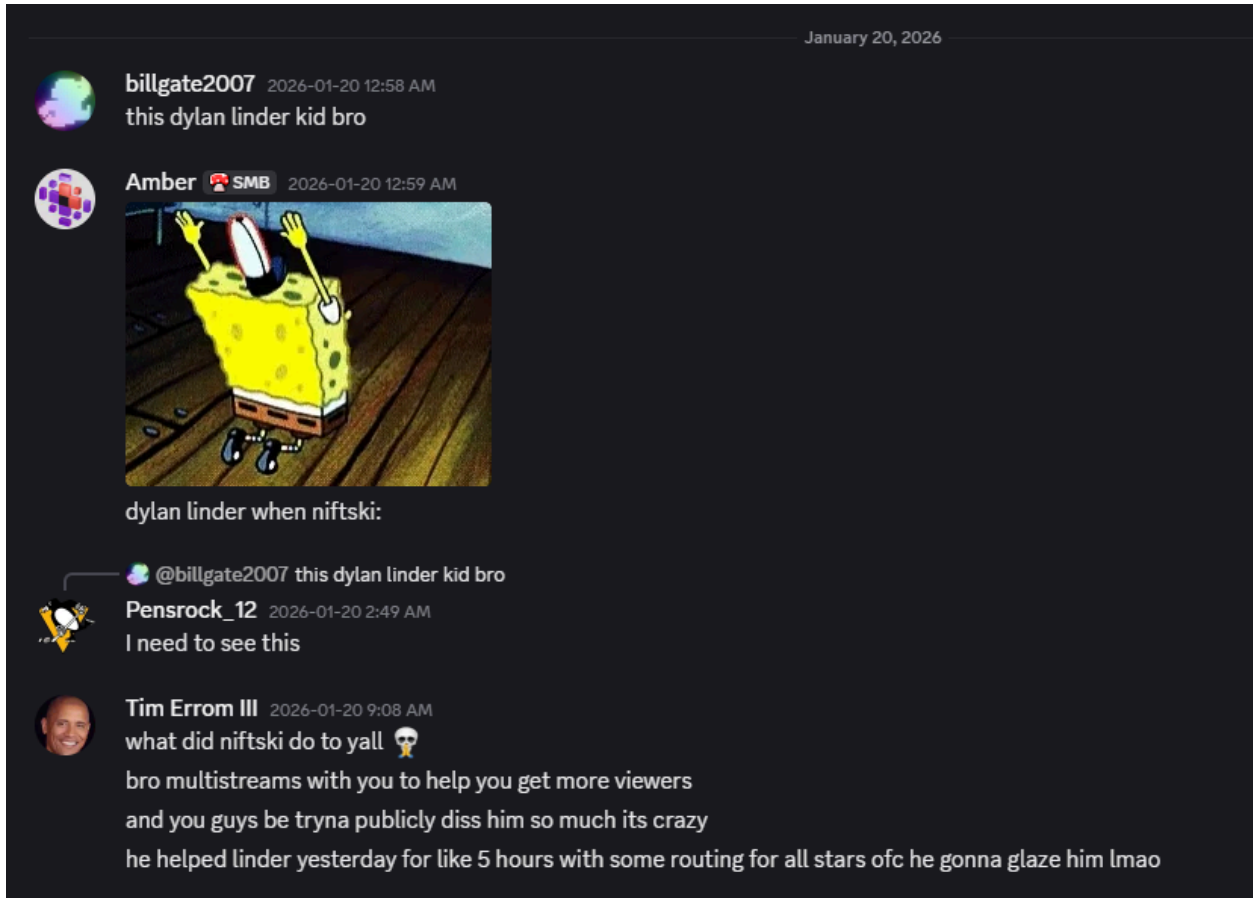 January 20, 2026
billgate2007 2026-01-20 12:58 AM
this dylan linder kid bro
Amber SMB 2026-01-20 12:59 AM
dylan linder when niftski:
@billgate2007 this dylan linder kid bro
Pensrock_12 2026-01-20 2:49 AM
I need to see this
Tim Errom III 2026-01-20 9:08 AM
what did niftski do to yall
bro multistreams with you to help you get more viewers
and you guys be tryna publicly diss him so much its crazy
he helped linder yesterday for like 5 hours with some routing for all stars ofc he gonna glaze him lmao